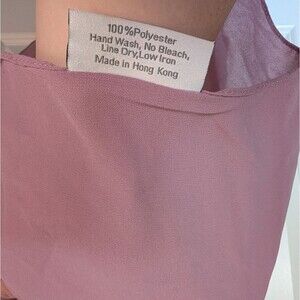 100%Polyester
Hand Wash, No Bleach,
Line Dry,Low Iron
Made in Hong Kong